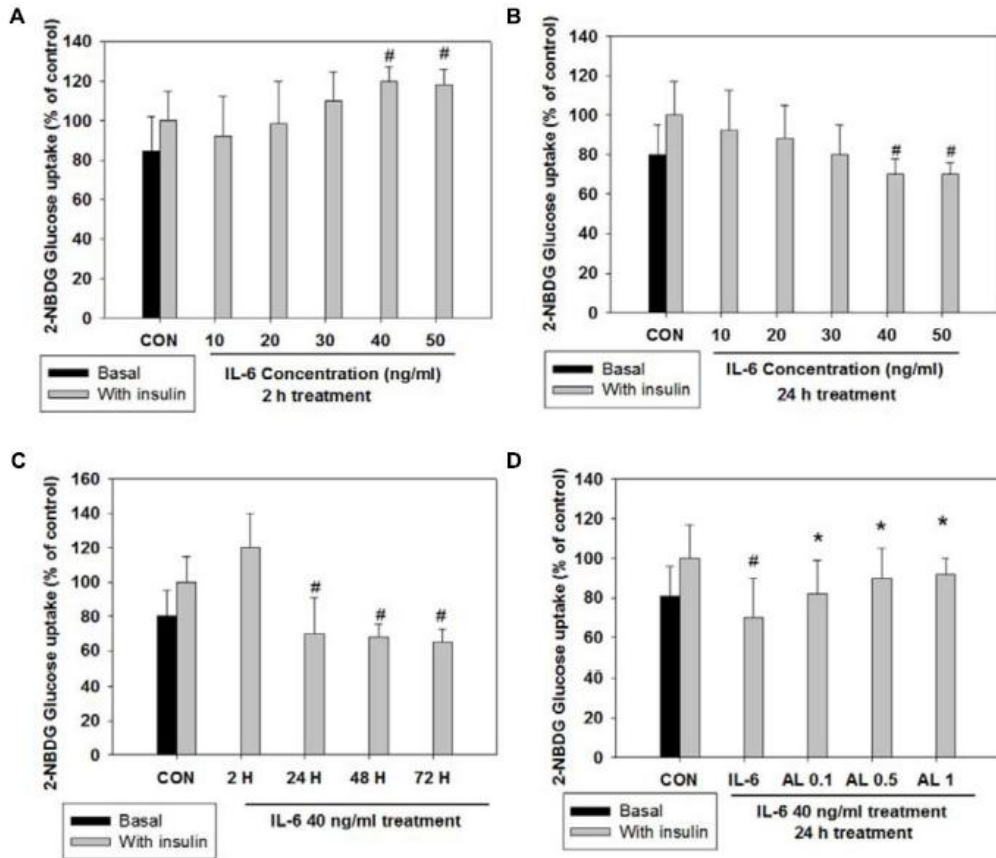 A
2-NBDG Glucose uptake (% of control)
140
120
100
80
60
40
20
0
# #
CON 10 20 30 40 50
IL-6 Concentration (ng/ml)
2 h treatment
Basal
With insulin
B
2-NBDG Glucose uptake (% of control)
140
120
100
80
60
40
20
0
# #
CON 10 20 30 40 50
IL-6 Concentration (ng/ml)
24 h treatment
Basal
With insulin
C
2-NBDG Glucose uptake (% of control)
160
140
120
100
80
60
40
20
0
# # #
CON 2 H 24 H 48 H 72 H
IL-6 40 ng/ml treatment
Basal
With insulin
D
2-NBDG Glucose uptake (% of control)
140
120
100
80
60
40
20
0
# * * *
CON IL-6 AL 0.1 AL 0.5 AL 1
IL-6 40 ng/ml treatment
24 h treatment
Basal
With insulin